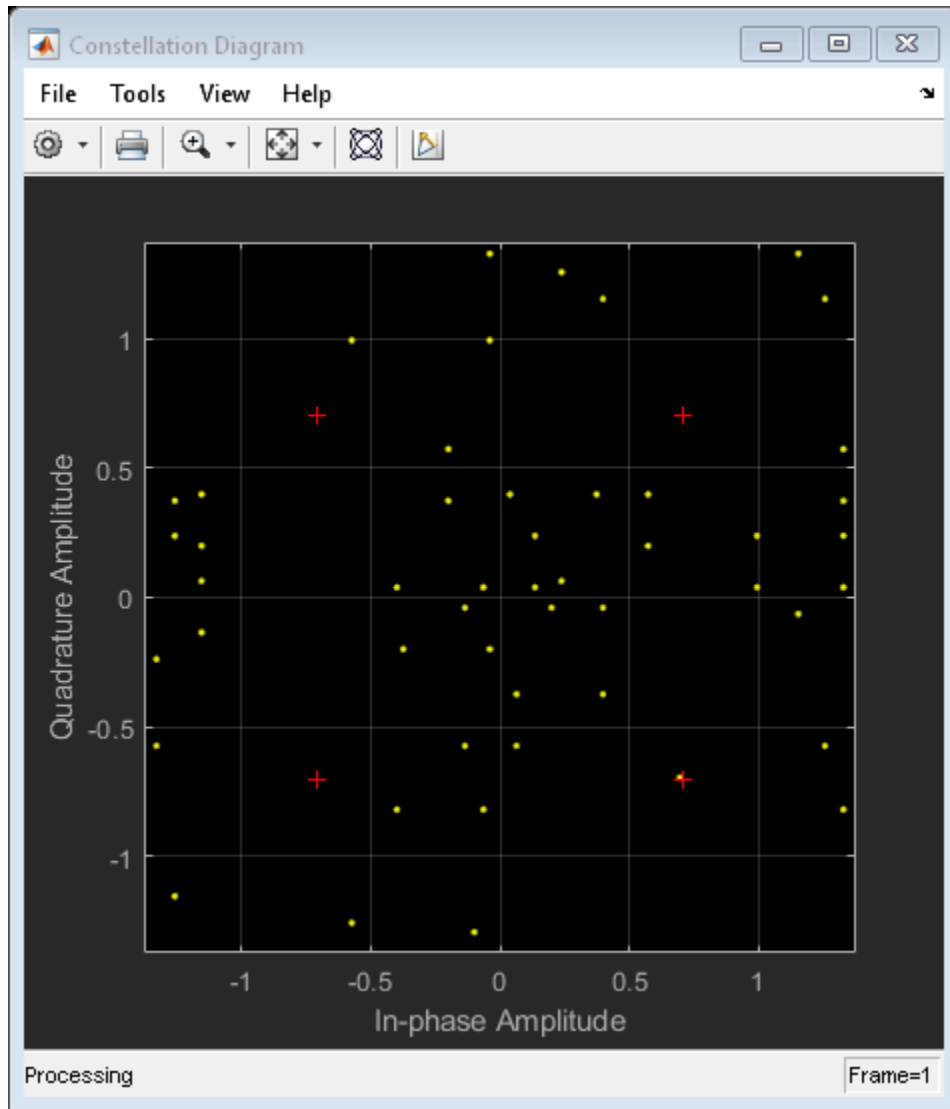 Constellation Diagram
File Tools View Help
1
0.5
0
-0.5
-1
Quadrature Amplitude
-1 -0.5 0 0.5 1
In-phase Amplitude
Processing Frame=1